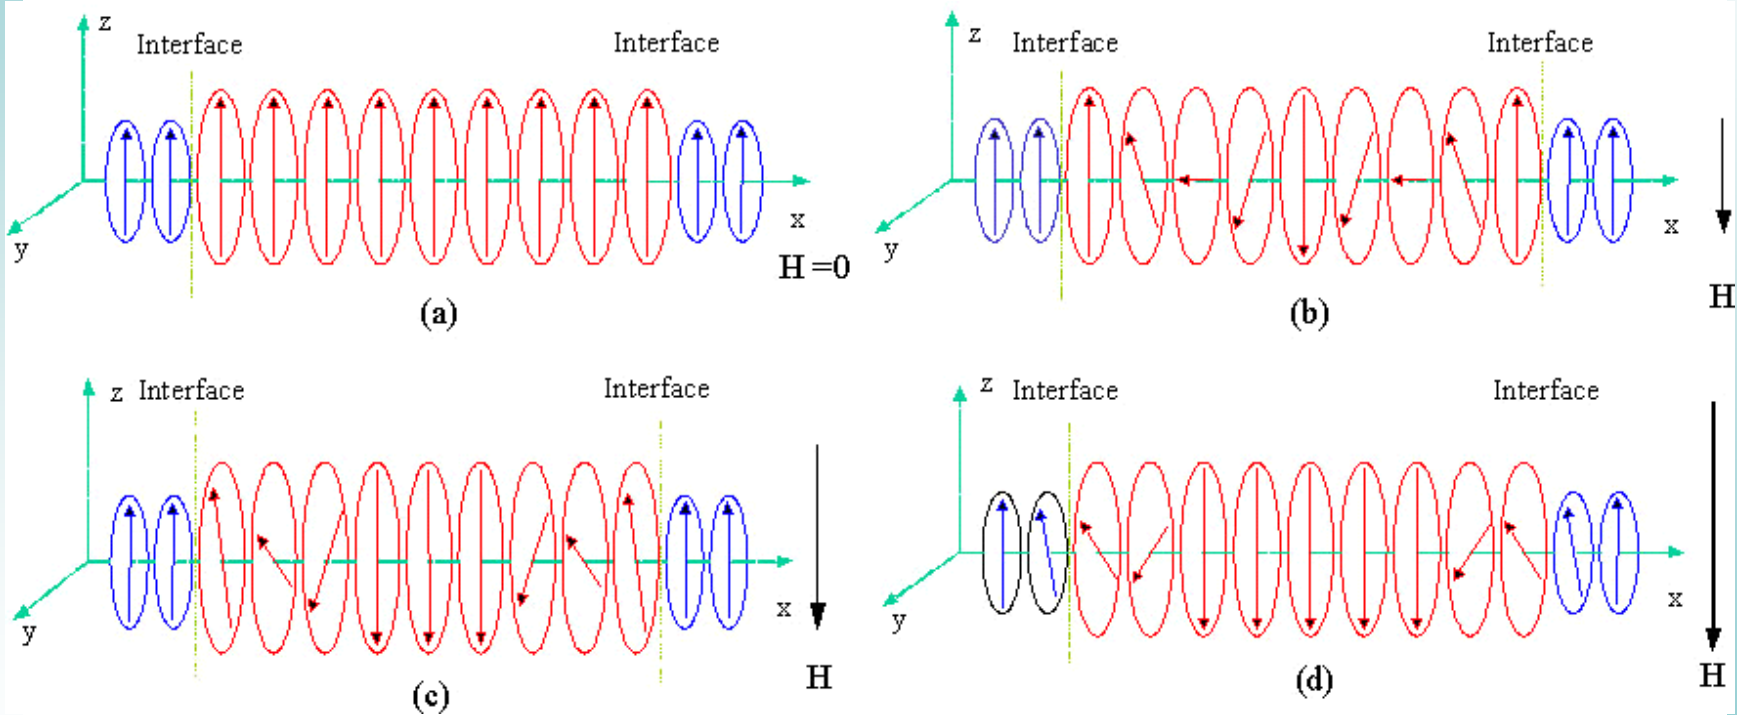 z
Interface
Interface
x
y
H =0
(a)
z
Interface
Interface
x
y
H
(b)
z
Interface
Interface
x
y
H
(c)
z
Interface
Interface
x
y
H
(d)